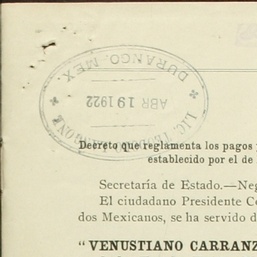 DURANGO, MEX.
ABR 19 1922
Decreto que reglamenta los pagos
establecido por el de
Secretaría de Estado.—Neg
El ciudadano Presidente Co
dos Mexicanos, se ha servido d
"VENUSTIANO CARRANZ